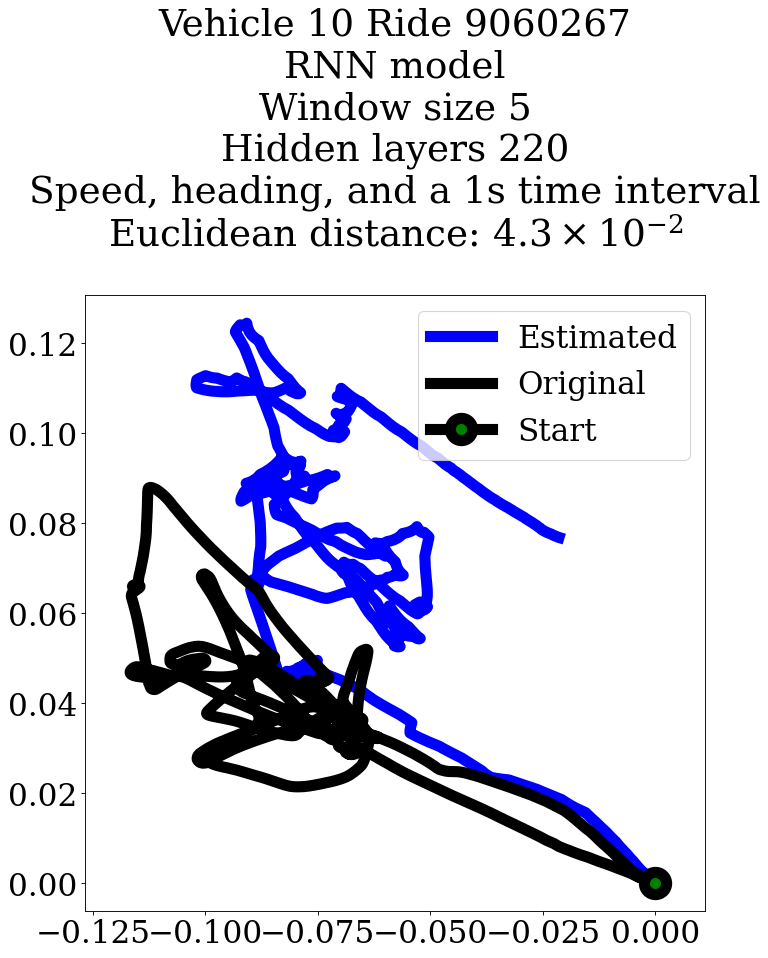 Vehicle 10 Ride 9060267
RNN model
Window size 5
Hidden layers 220
Speed, heading, and a 1s time interval
Euclidean distance: 4.3 × 10⁻²
Estimated
Original
Start
0.12
0.10
0.08
0.06
0.04
0.02
0.00
−0.125 −0.100 −0.075 −0.050 −0.025 0.000